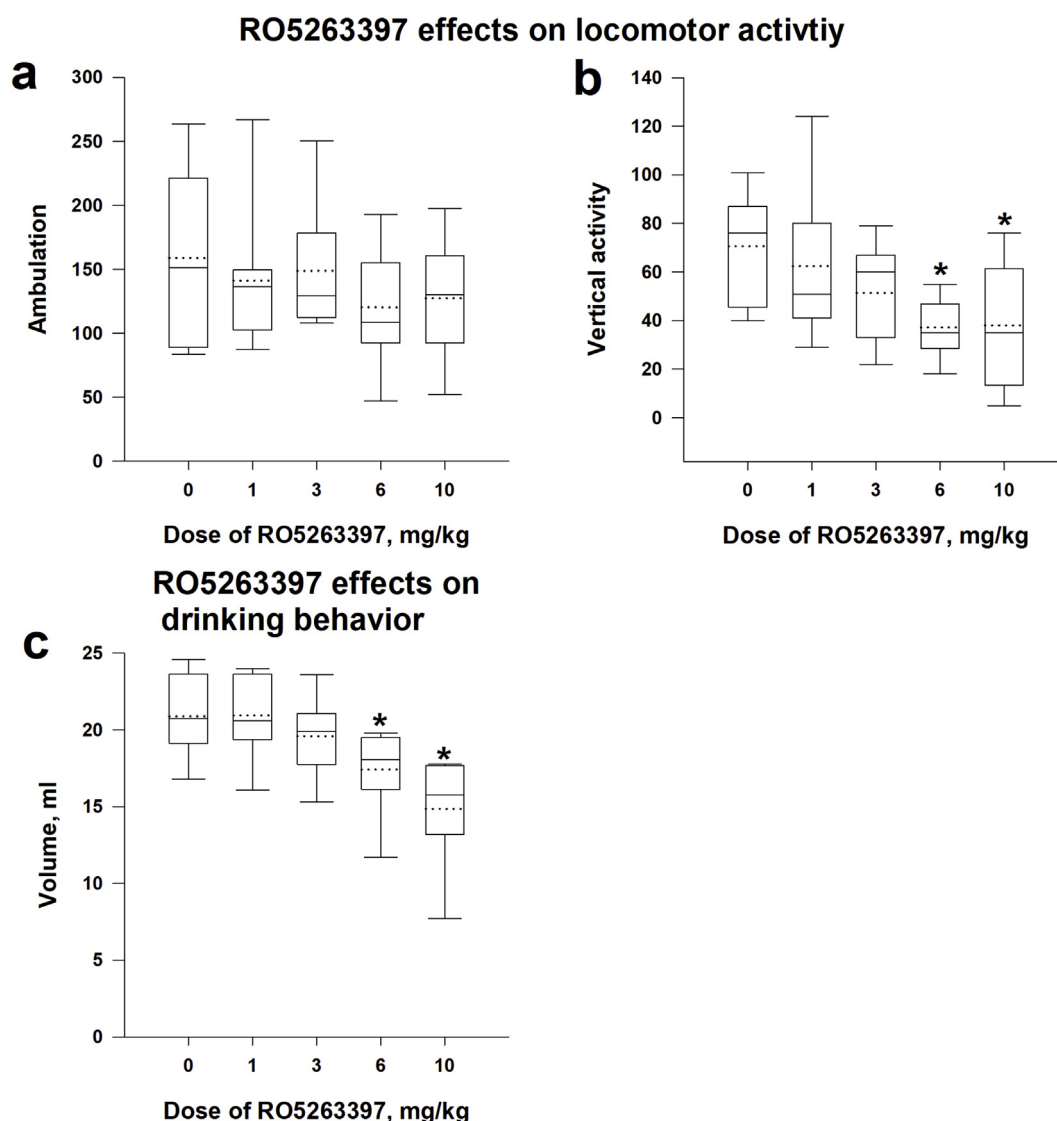 RO5263397 effects on locomotor activtiy
a
300
250
200
150
100
50
0
Ambulation
0 1 3 6 10
Dose of RO5263397, mg/kg
b
140
120
100
80
60
40
20
0
Vertical activity
* *
0 1 3 6 10
Dose of RO5263397, mg/kg
RO5263397 effects on
drinking behavior
c
25
20
15
10
5
0
Volume, ml
* *
0 1 3 6 10
Dose of RO5263397, mg/kg